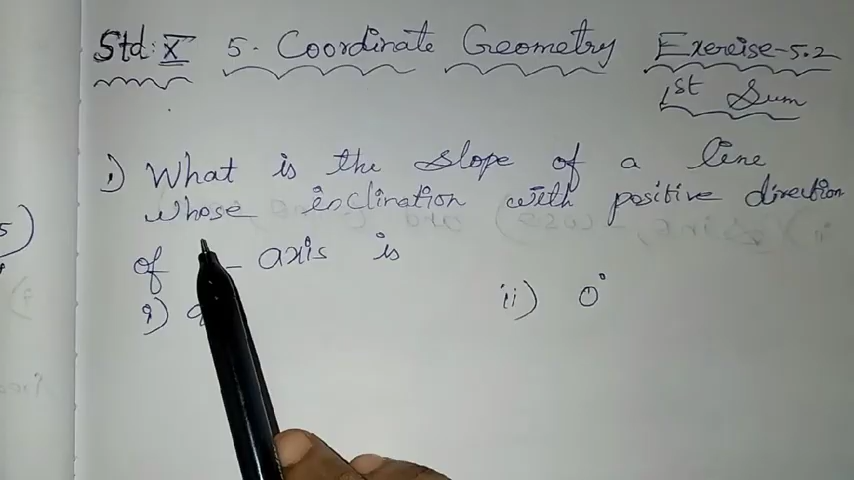 Std: X 5. Coordinate Geometry Exercise-5.2
1st Sum
1) What is the slope of a line
whose inclination with positive direction
of - axis is
i) ii) 0°